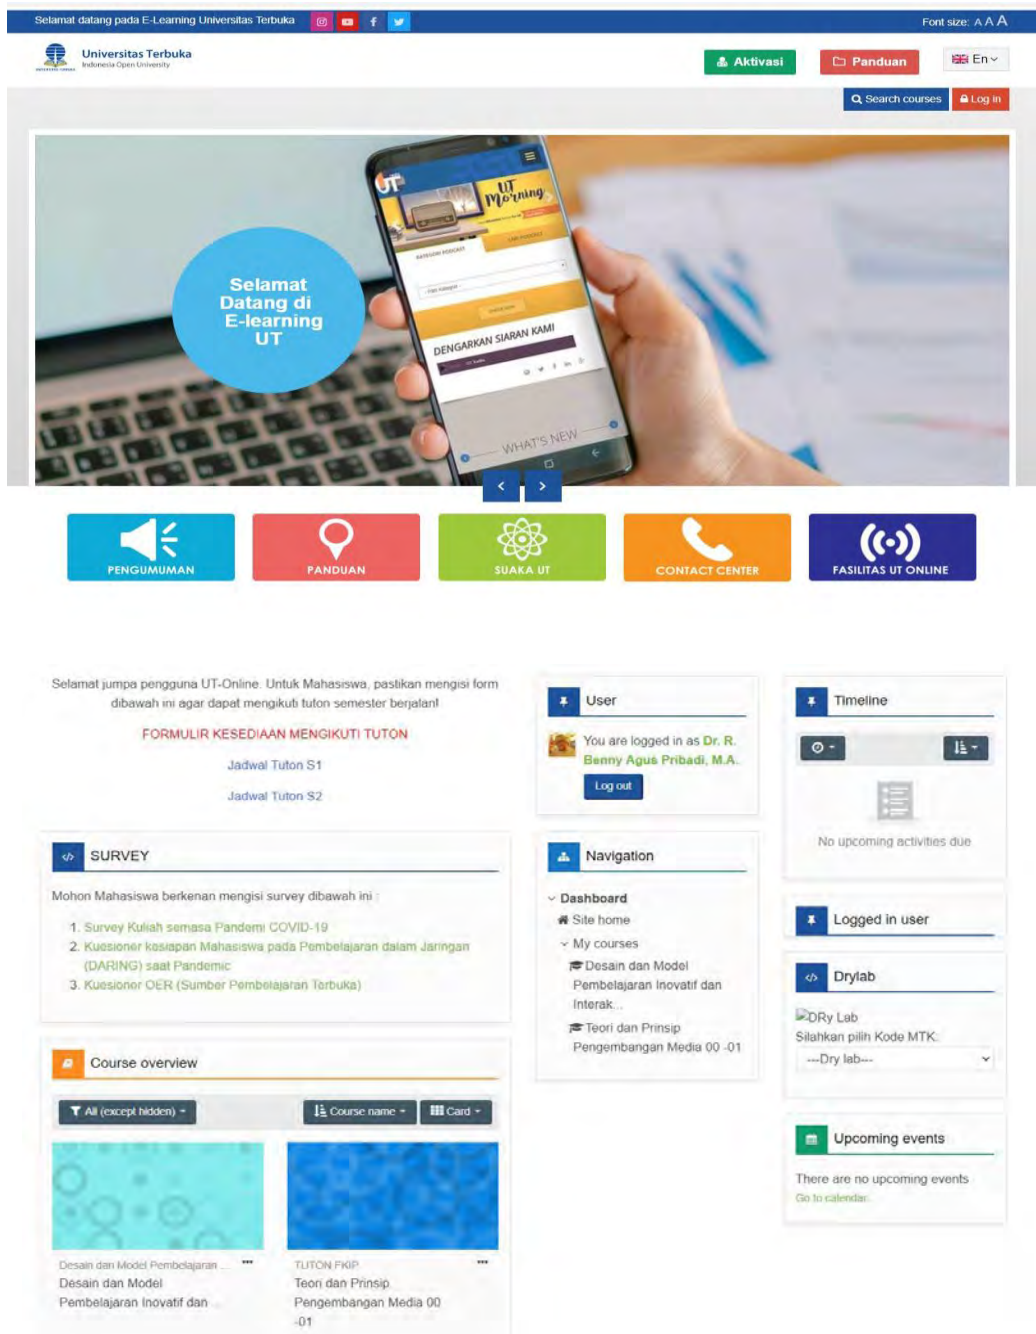 Selamat datang pada E-Learning Universitas Terbuka
Font size: A A A
Universitas Terbuka
Indonesia Open University
Aktivasi
Panduan
En
Search courses
Log in
UT
UT
Morning
KATEGORI PODCAST
Selamat
Datang di
E-learning
UT
DENGARKAN SIARAN KAMI
WHAT'S NEW
PENGUMUMAN
PANDUAN
SUAKA UT
CONTACT CENTER
FASILITAS UT ONLINE
Selamat jumpa pengguna UT-Online. Untuk Mahasiswa, pastikan mengisi form
dibawah ini agar dapat mengikuti tuton semester berjalan!
FORMULIR KESEDIAAN MENGIKUTI TUTON
Jadwal Tuton S1
Jadwal Tuton S2
SURVEY
Mohon Mahasiswa berkenan mengisi survey dibawah ini :
1. Survey Kuliah semasa Pandemi COVID-19
2. Kuesioner kesiapan Mahasiswa pada Pembelajaran dalam Jaringan
(DARING) saat Pandemic
3. Kuesioner OER (Sumber Pembelajaran Terbuka)
Course overview
All (except hidden)
Course name
Card
Desain dan Model Pembelajaran ...
Desain dan Model
Pembelajaran Inovatif dan ...
TUTON FKIP
Teori dan Prinsip
Pengembangan Media 00
-01
User
You are logged in as Dr. R.
Benny Agus Pribadi, M.A.
Log out
Navigation
Dashboard
Site home
My courses
Desain dan Model
Pembelajaran Inovatif dan
Interak...
Teori dan Prinsip
Pengembangan Media 00 -01
Timeline
No upcoming activities due
Logged in user
Drylab
DRy Lab
Silahkan pilih Kode MTK:
---Dry lab---
Upcoming events
There are no upcoming events
Go to calendar...